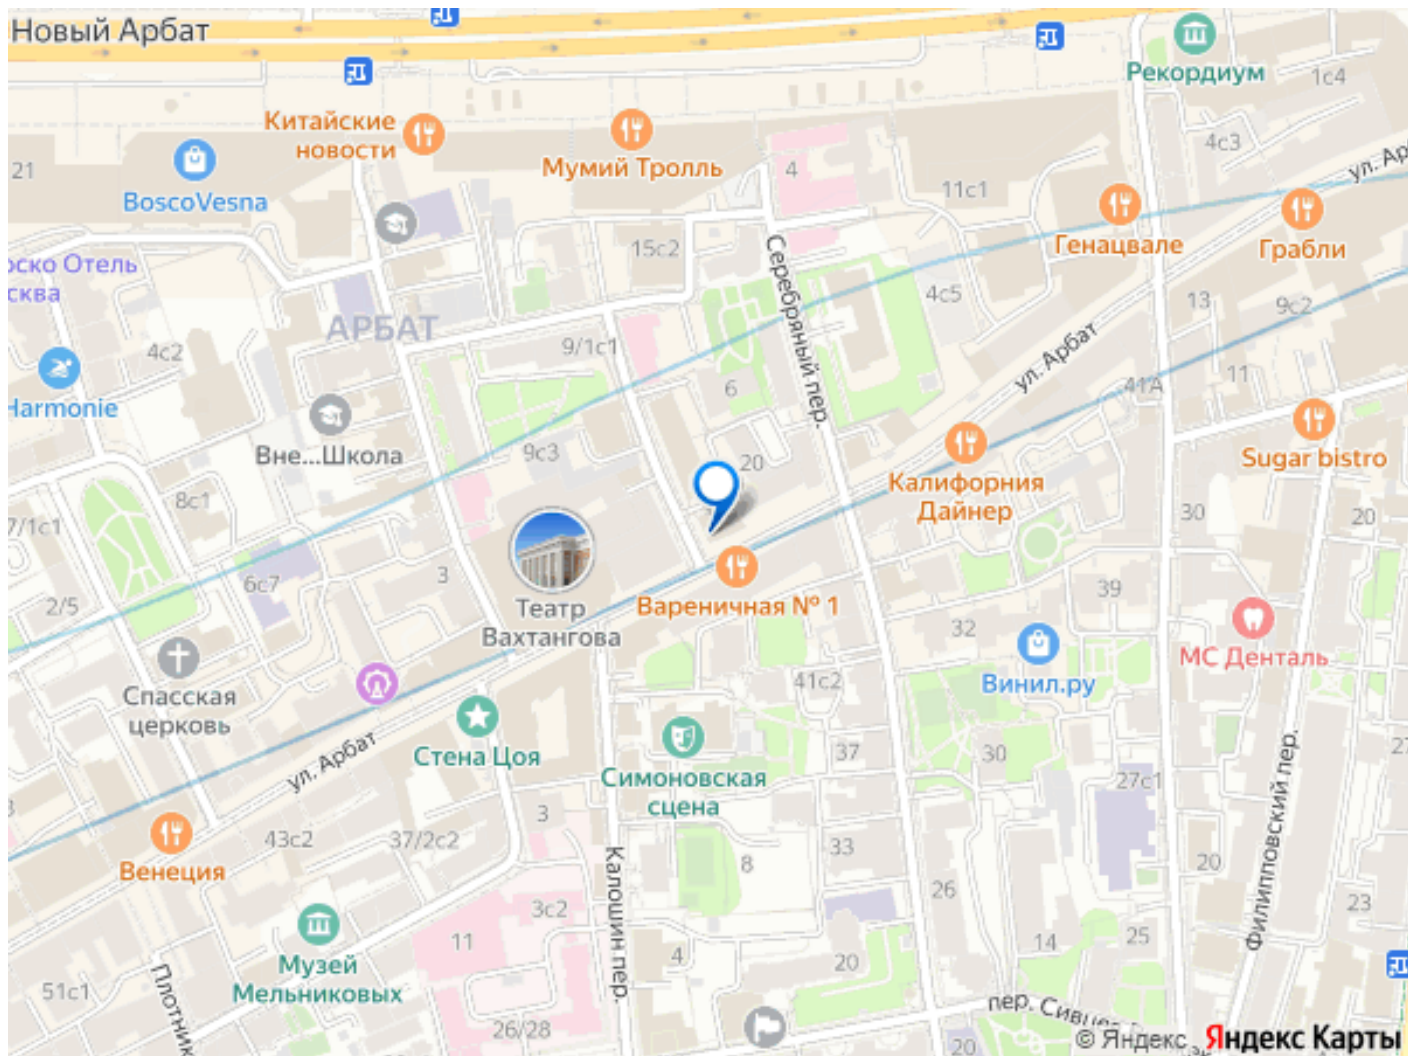 Новый Арбат
Рекордиум
1с4
Китайские
новости
Мумий Тролль
4с3
ул. Ар
21
BoscoVesna
4
11с1
Генацвале
Грабли
оско Отель
сква
15с2
Серебряный пер.
4с5
13
9с2
АРБАТ
4с2
9/1с1
ул. Арбат
6
41А
11
Harmonie
Вне...Школа
9с3
20
Калифорния
Дайнер
Sugar bistro
8с1
7/1с1
30
20
6с7
3
2/5
Театр
Вахтангова
Вареничная № 1
39
32
МС Денталь
Спасская
церковь
41с2
Винил.ру
Стена Цоя
ул. Арбат
Симоновская
сцена
37
30
27с1
Филипповский пер.
27
3
Венеция
43с2
37/2с2
3
33
8
20
26
Калошин пер.
3с2
23
11
Музей
Мельниковых
4
20
14
25
51с1
Плотник
26/28
пер. Сивцев
20
© Яндекс Яндекс Карты